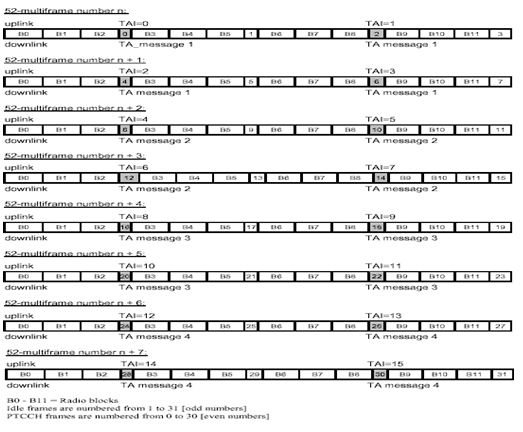 52-multiframe number n:
uplink TAI=0 TAI=1
B0 B1 B2 0 B3 B4 B5 1 B6 B7 B8 2 B9 B10 B11 3
downlink TA_message 1 TA message 1
52-multiframe number n + 1:
uplink TAI=2 TAI=3
B0 B1 B2 4 B3 B4 B5 5 B6 B7 B8 6 B9 B10 B11 7
downlink TA message 1 TA message 1
52-multiframe number n + 2:
uplink TAI=4 TAI=5
B0 B1 B2 8 B3 B4 B5 9 B6 B7 B8 10 B9 B10 B11 11
downlink TA message 2 TA message 2
52-multiframe number n + 3:
uplink TAI=6 TAI=7
B0 B1 B2 12 B3 B4 B5 13 B6 B7 B8 14 B9 B10 B11 15
downlink TA message 2 TA message 2
52-multiframe number n + 4:
uplink TAI=8 TAI=9
B0 B1 B2 16 B3 B4 B5 17 B6 B7 B8 18 B9 B10 B11 19
downlink TA message 3 TA message 3
52-multiframe number n + 5:
uplink TAI=10 TAI=11
B0 B1 B2 20 B3 B4 B5 21 B6 B7 B8 22 B9 B10 B11 23
downlink TA message 3 TA message 3
52-multiframe number n + 6:
uplink TAI=12 TAI=13
B0 B1 B2 24 B3 B4 B5 25 B6 B7 B8 26 B9 B10 B11 27
downlink TA message 4 TA message 4
52-multiframe number n + 7:
uplink TAI=14 TAI=15
B0 B1 B2 28 B3 B4 B5 29 B6 B7 B8 30 B9 B10 B11 31
downlink TA message 4 TA message 4
B0 - B11 = Radio blocks
Idle frames are numbered from 1 to 31 [odd numbers]
PTCCH frames are numbered from 0 to 30 [even numbers]